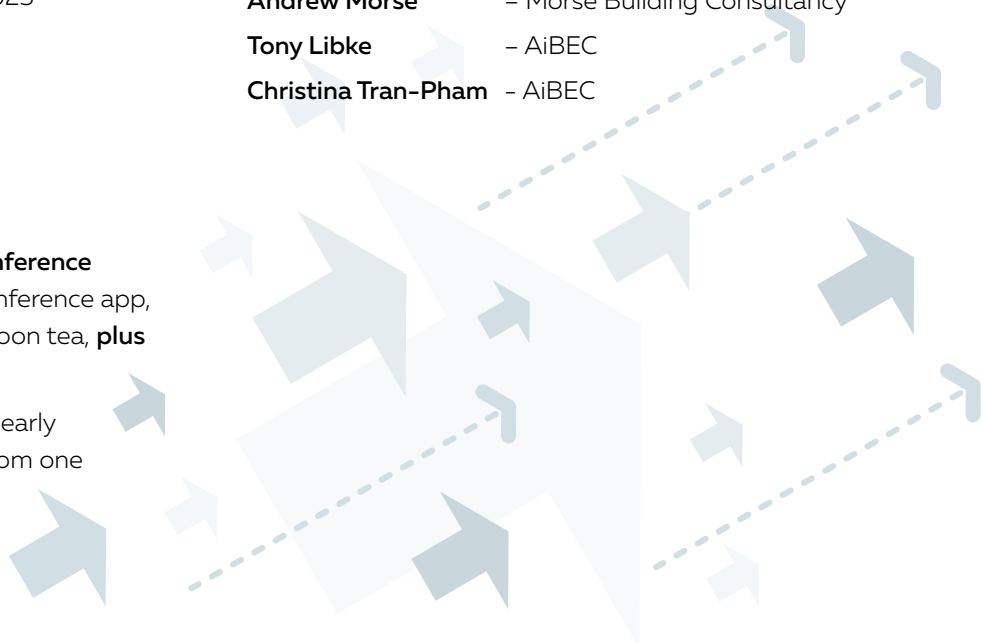 Andrew Morse – Morse Building Consultancy
Tony Libke – AiBEC
Christina Tran-Pham - AiBEC
nference
nference app,
oon tea, plus
early
om one